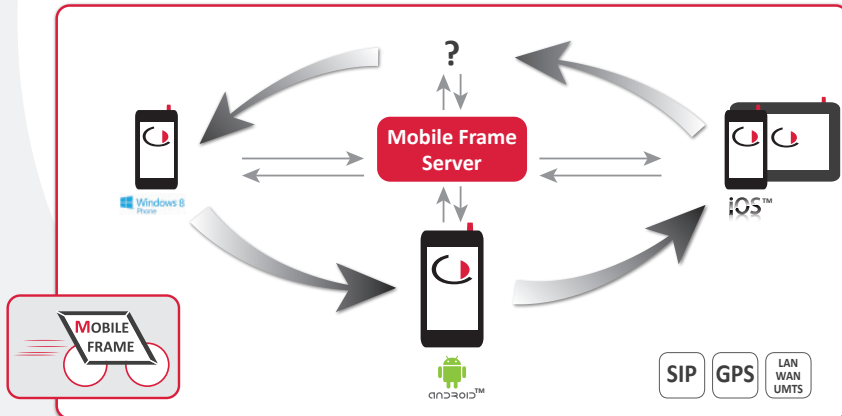 ?
Mobile Frame
Server
Windows 8
Phone
iOS™
ANDROID™
MOBILE
FRAME
SIP
GPS
LAN
WAN
UMTS